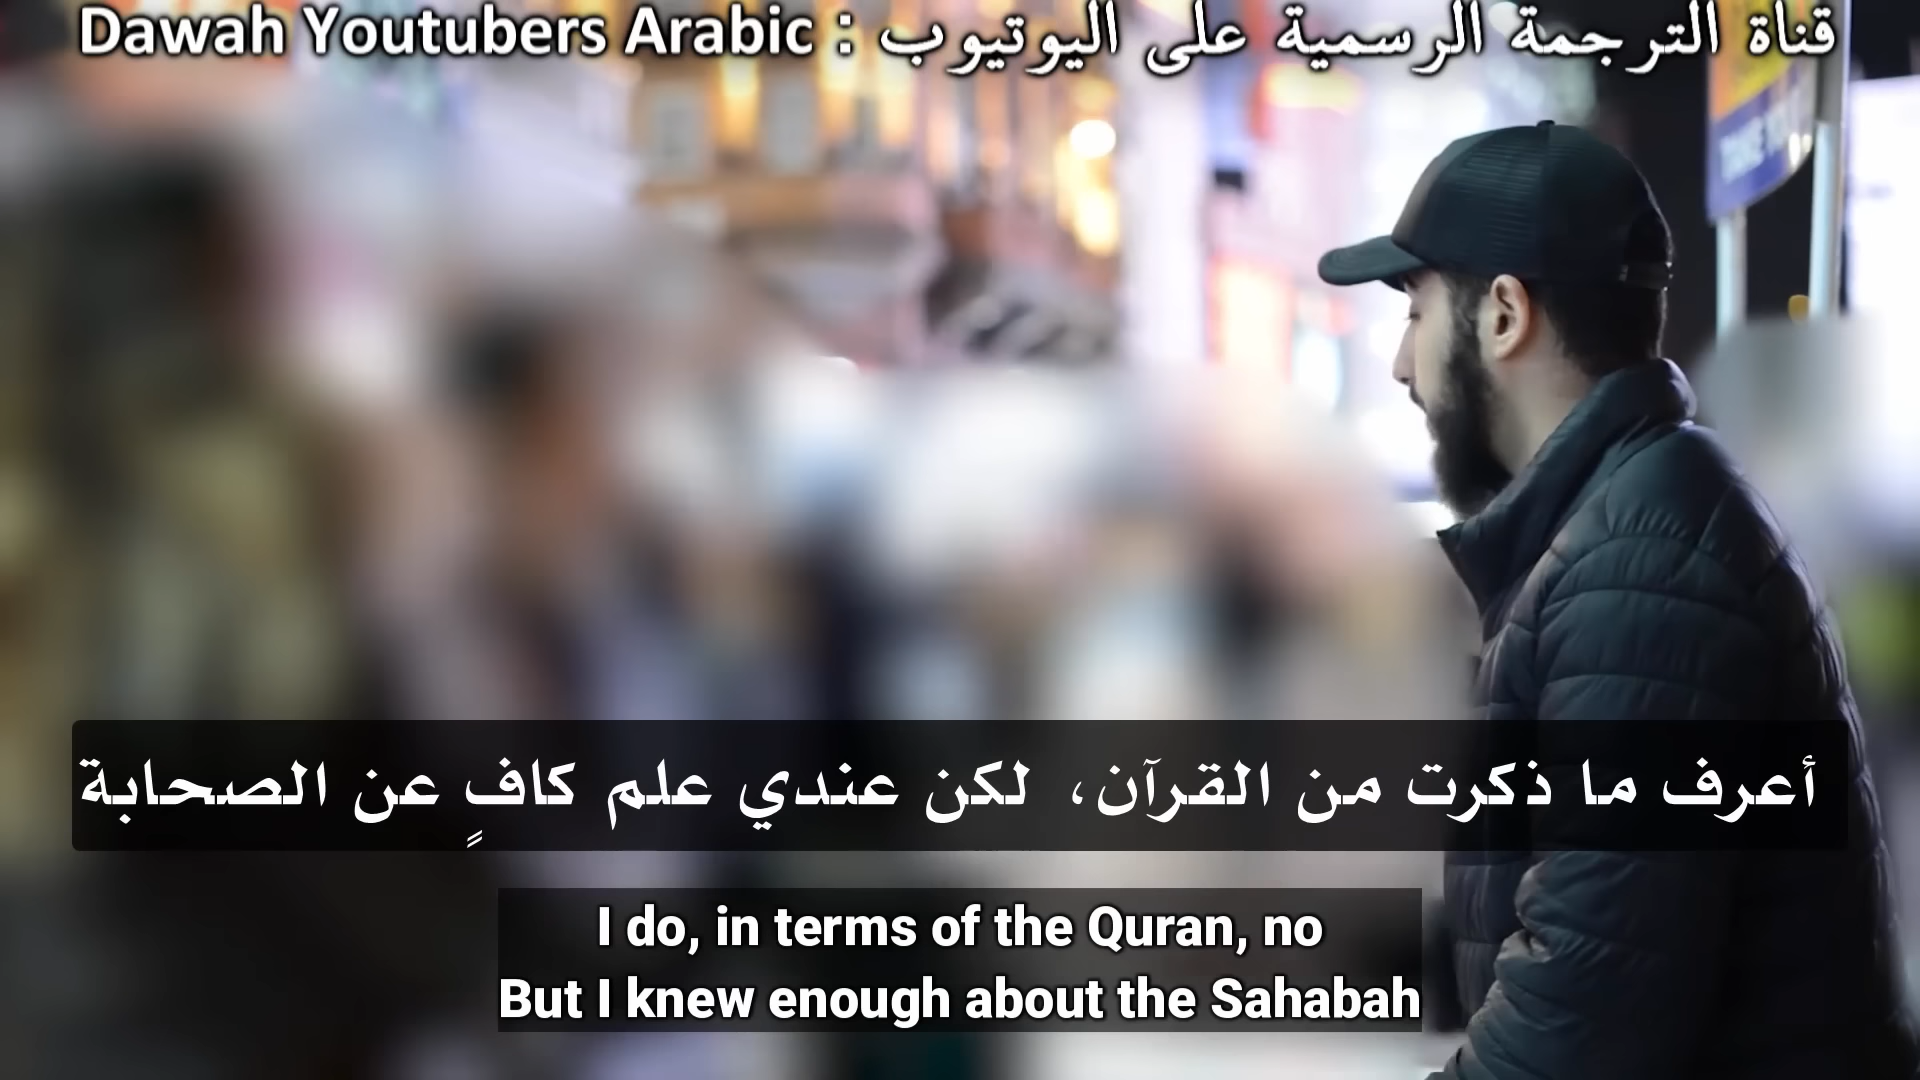 Dawah Youtubers Arabic : قناة الترجمة الرسمية على اليوتيوب
أعرف ما ذكرت من القرآن، لكن عندي علم كافٍ عن الصحابة
I do, in terms of the Quran, no
But I knew enough about the Sahabah